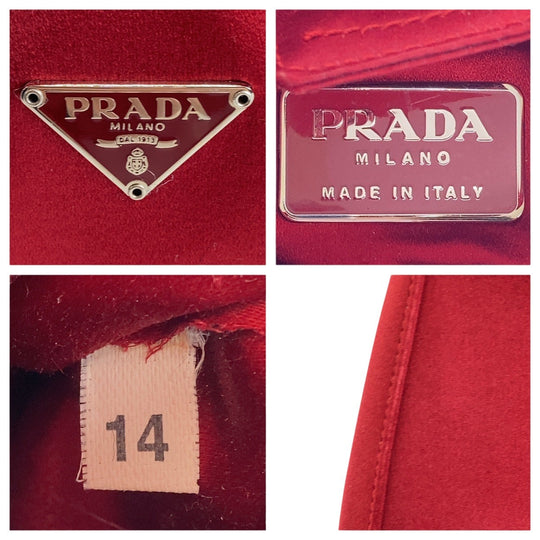 PRADA
MILANO
DAL 1913
PRADA
MILANO
MADE IN ITALY
14